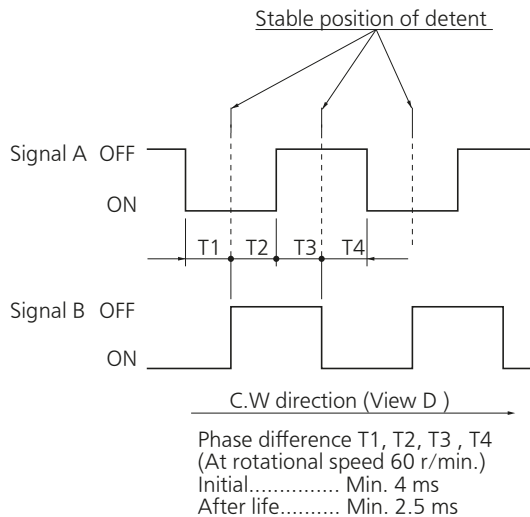 Stable position of detent
Signal A OFF
ON
T1 T2 T3 T4
Signal B OFF
ON
C.W direction (View D )
Phase difference T1, T2, T3 , T4
(At rotational speed 60 r/min.)
Initial............... Min. 4 ms
After life.......... Min. 2.5 ms